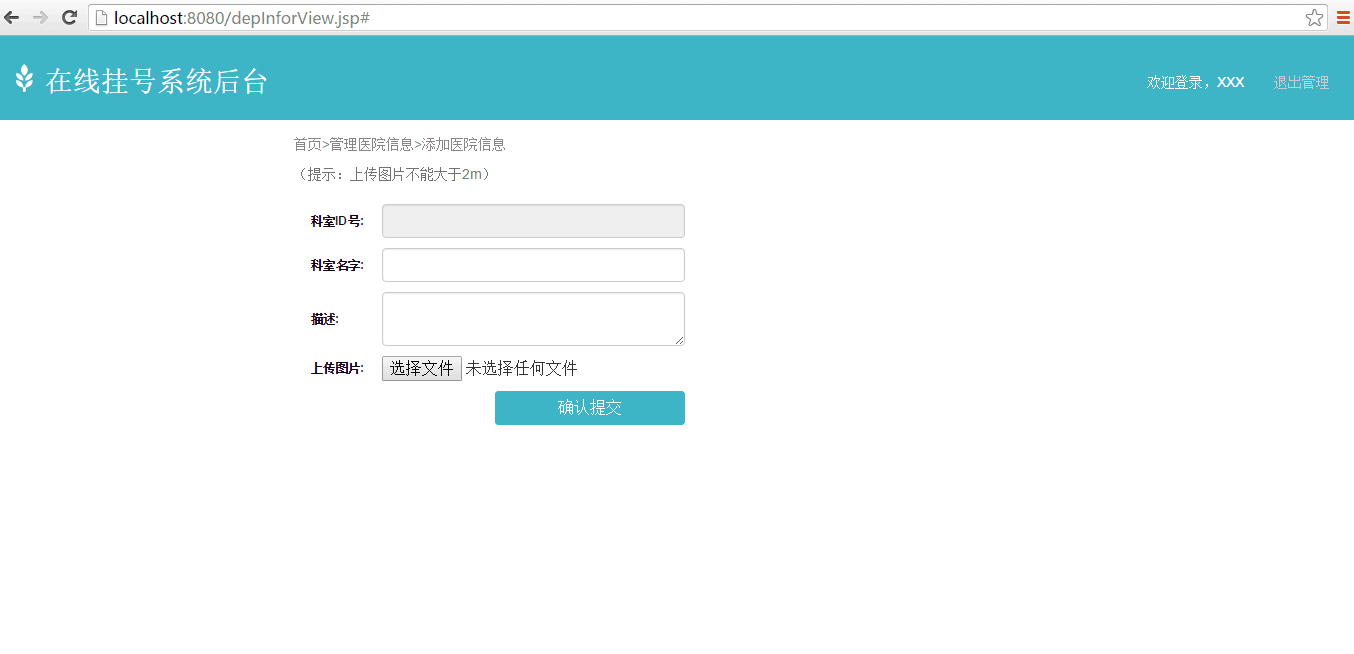 localhost:8080/depInforView.jsp#
在线挂号系统后台
欢迎登录，XXX 退出管理
首页>管理医院信息>添加医院信息
（提示：上传图片不能大于2m）
科室ID号:
科室名字:
描述:
上传图片: 选择文件 未选择任何文件
确认提交